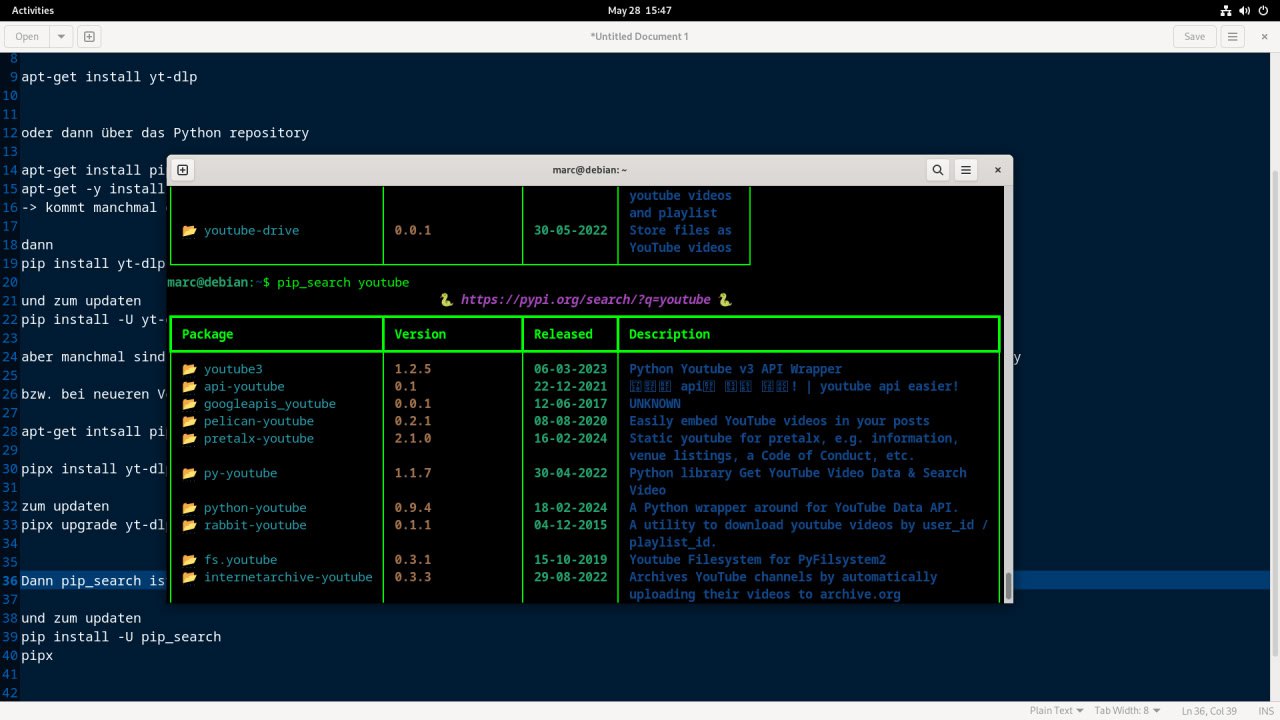 Activities
May 28 15:47
Open
*Untitled Document 1
Save
8
9 apt-get install yt-dlp
10
11
12 oder dann über das Python repository
13
14 apt-get install pi
15 apt-get -y install
16 -> kommt manchmal
17
18 dann
19 pip install yt-dlp
20
21 und zum updaten
22 pip install -U yt-
23
24 aber manchmal sind
y
25
26 bzw. bei neueren V
27
28 apt-get intsall pi
29
30 pipx install yt-dl
31
32 zum updaten
33 pipx upgrade yt-dl
34
35
36 Dann pip_search is
37
38 und zum updaten
39 pip install -U pip_search
40 pipx
41
42
marc@debian: ~
youtube videos
and playlist
youtube-drive 0.0.1 30-05-2022 Store files as
YouTube videos
marc@debian:~$ pip_search youtube
https://pypi.org/search/?q=youtube
Package Version Released Description
youtube3 1.2.5 06-03-2023 Python Youtube v3 API Wrapper
api-youtube 0.1 22-12-2021 api ! | youtube api easier!
googleapis_youtube 0.0.1 12-06-2017 UNKNOWN
pelican-youtube 0.2.1 08-08-2020 Easily embed YouTube videos in your posts
pretalx-youtube 2.1.0 16-02-2024 Static youtube for pretalx, e.g. information,
venue listings, a Code of Conduct, etc.
py-youtube 1.1.7 30-04-2022 Python library Get YouTube Video Data & Search
Video
python-youtube 0.9.4 18-02-2024 A Python wrapper around for YouTube Data API.
rabbit-youtube 0.1.1 04-12-2015 A utility to download youtube videos by user_id /
playlist_id.
fs.youtube 0.3.1 15-10-2019 Youtube Filesystem for PyFilsystem2
internetarchive-youtube 0.3.3 29-08-2022 Archives YouTube channels by automatically
uploading their videos to archive.org
Plain Text
Tab Width: 8
Ln 36, Col 39
INS